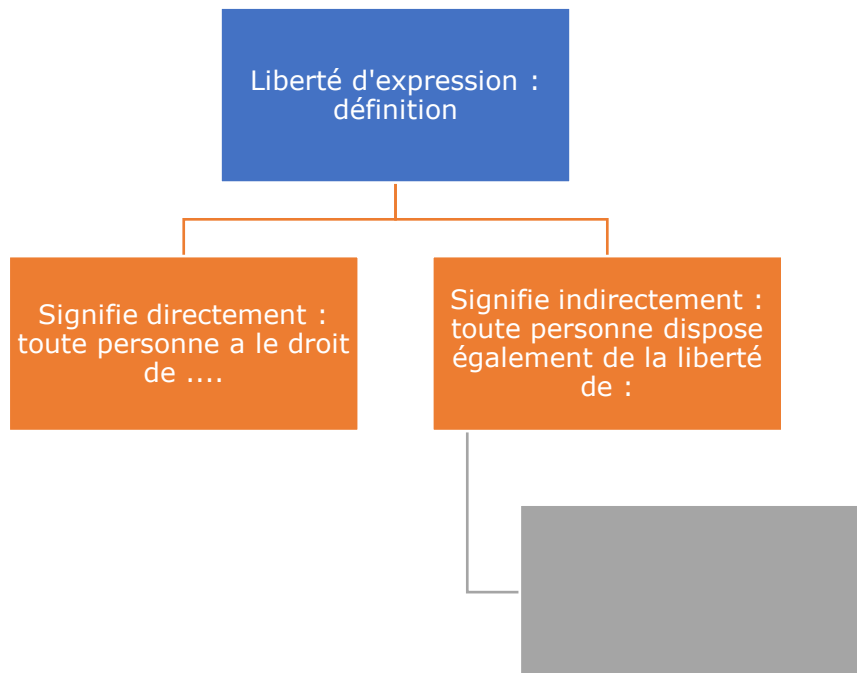 Liberté d'expression :
définition
Signifie directement :
toute personne a le droit
de ....
Signifie indirectement :
toute personne dispose
également de la liberté
de :